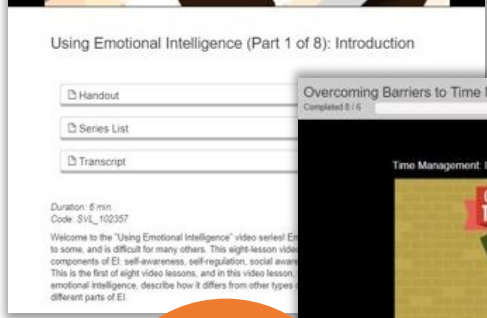 Using Emotional Intelligence (Part 1 of 8): Introduction
Handout
Series List
Transcript
Duration: 6 min.
Code: SVL_102357
Welcome to the "Using Emotional Intelligence" video series!
to some, and is difficult for many others. This eight-lesson
components of EI: self-awareness, self-regulation, social
This is the first of eight video lessons, and in this video lesson,
emotional intelligence, describe how it differs from other types
different parts of EI.
Overcoming Barriers to Time
Completed 0 / 6
Time Management: